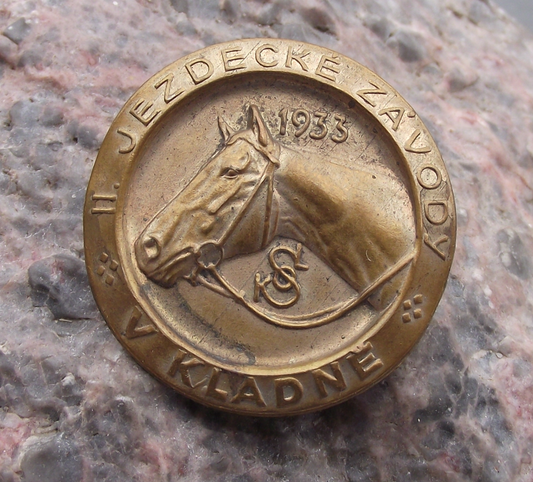 II. JEZDECKÉ ZÁVODY
1933
V KLADNĚ